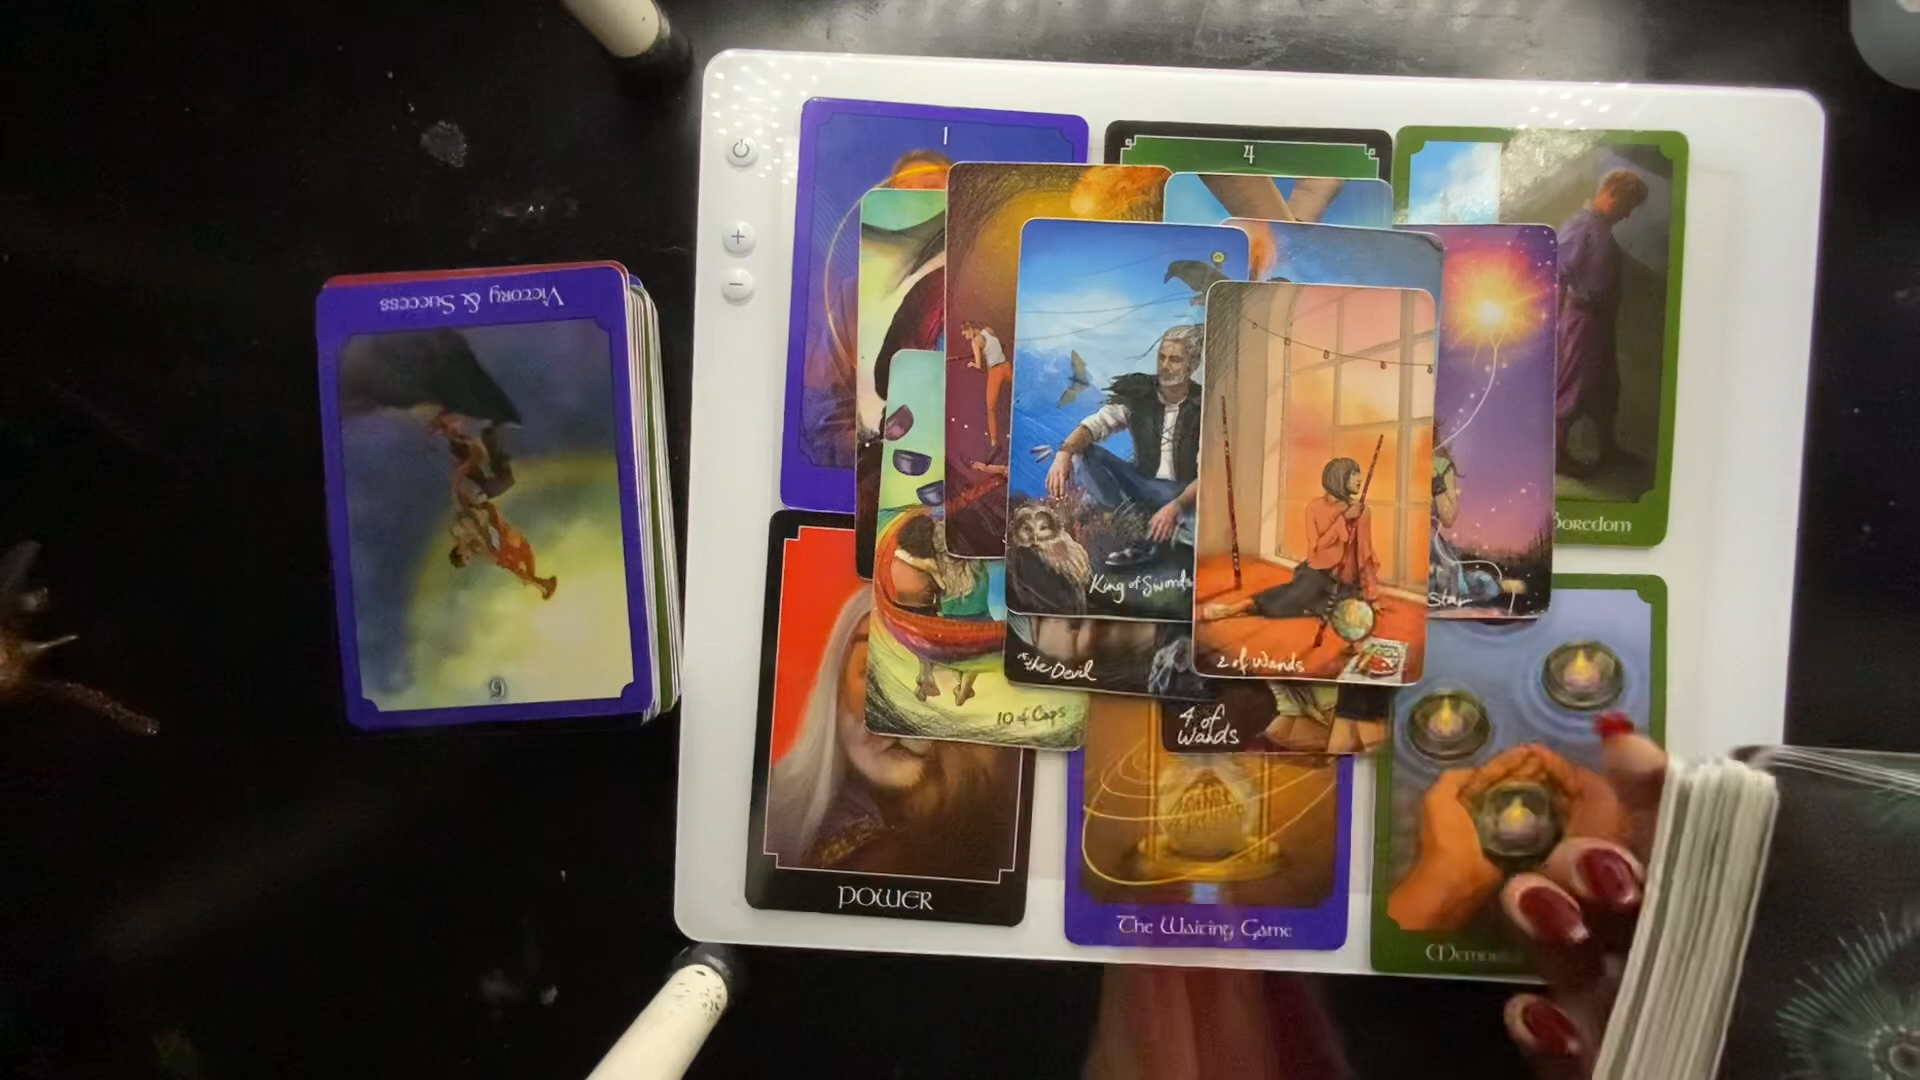 1
4
4
Victory & Success
6
Boredom
King of Swords
Star
The Devil
2 of Wands
10 of Cups
4 of
Wands
POWER
The Waiting Game